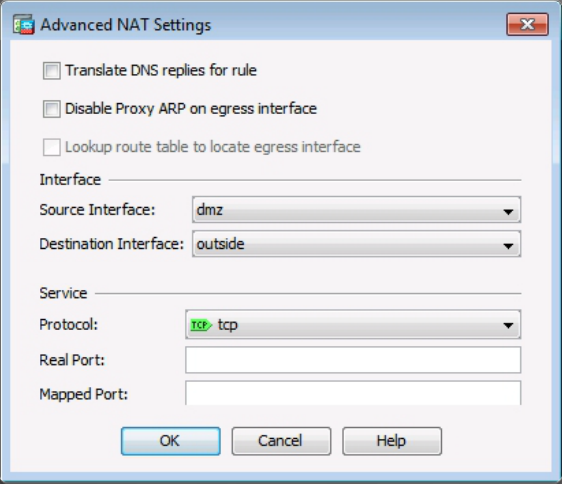 Advanced NAT Settings
Translate DNS replies for rule
Disable Proxy ARP on egress interface
Lookup route table to locate egress interface
Interface
Source Interface: dmz
Destination Interface: outside
Service
Protocol: TCP tcp
Real Port:
Mapped Port:
OK Cancel Help